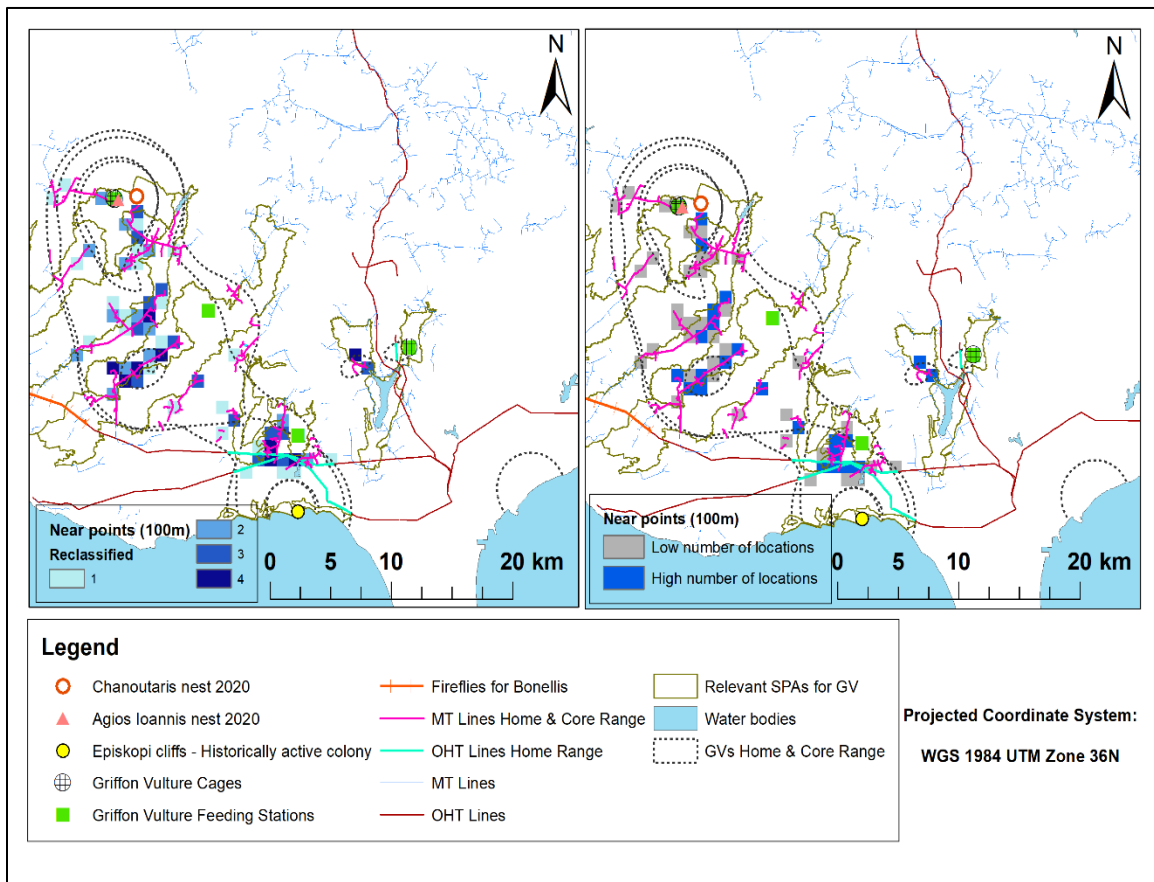 N
Near points (100m)
Reclassified
1
2
3
4
0 5 10 20 km
N
Near points (100m)
Low number of locations
High number of locations
0 5 10 20 km
Legend
Chanoutaris nest 2020
Agios Ioannis nest 2020
Episkopi cliffs - Historically active colony
Griffon Vulture Cages
Griffon Vulture Feeding Stations
Fireflies for Bonellis
MT Lines Home & Core Range
OHT Lines Home Range
MT Lines
OHT Lines
Relevant SPAs for GV
Water bodies
GVs Home & Core Range
Projected Coordinate System:
WGS 1984 UTM Zone 36N